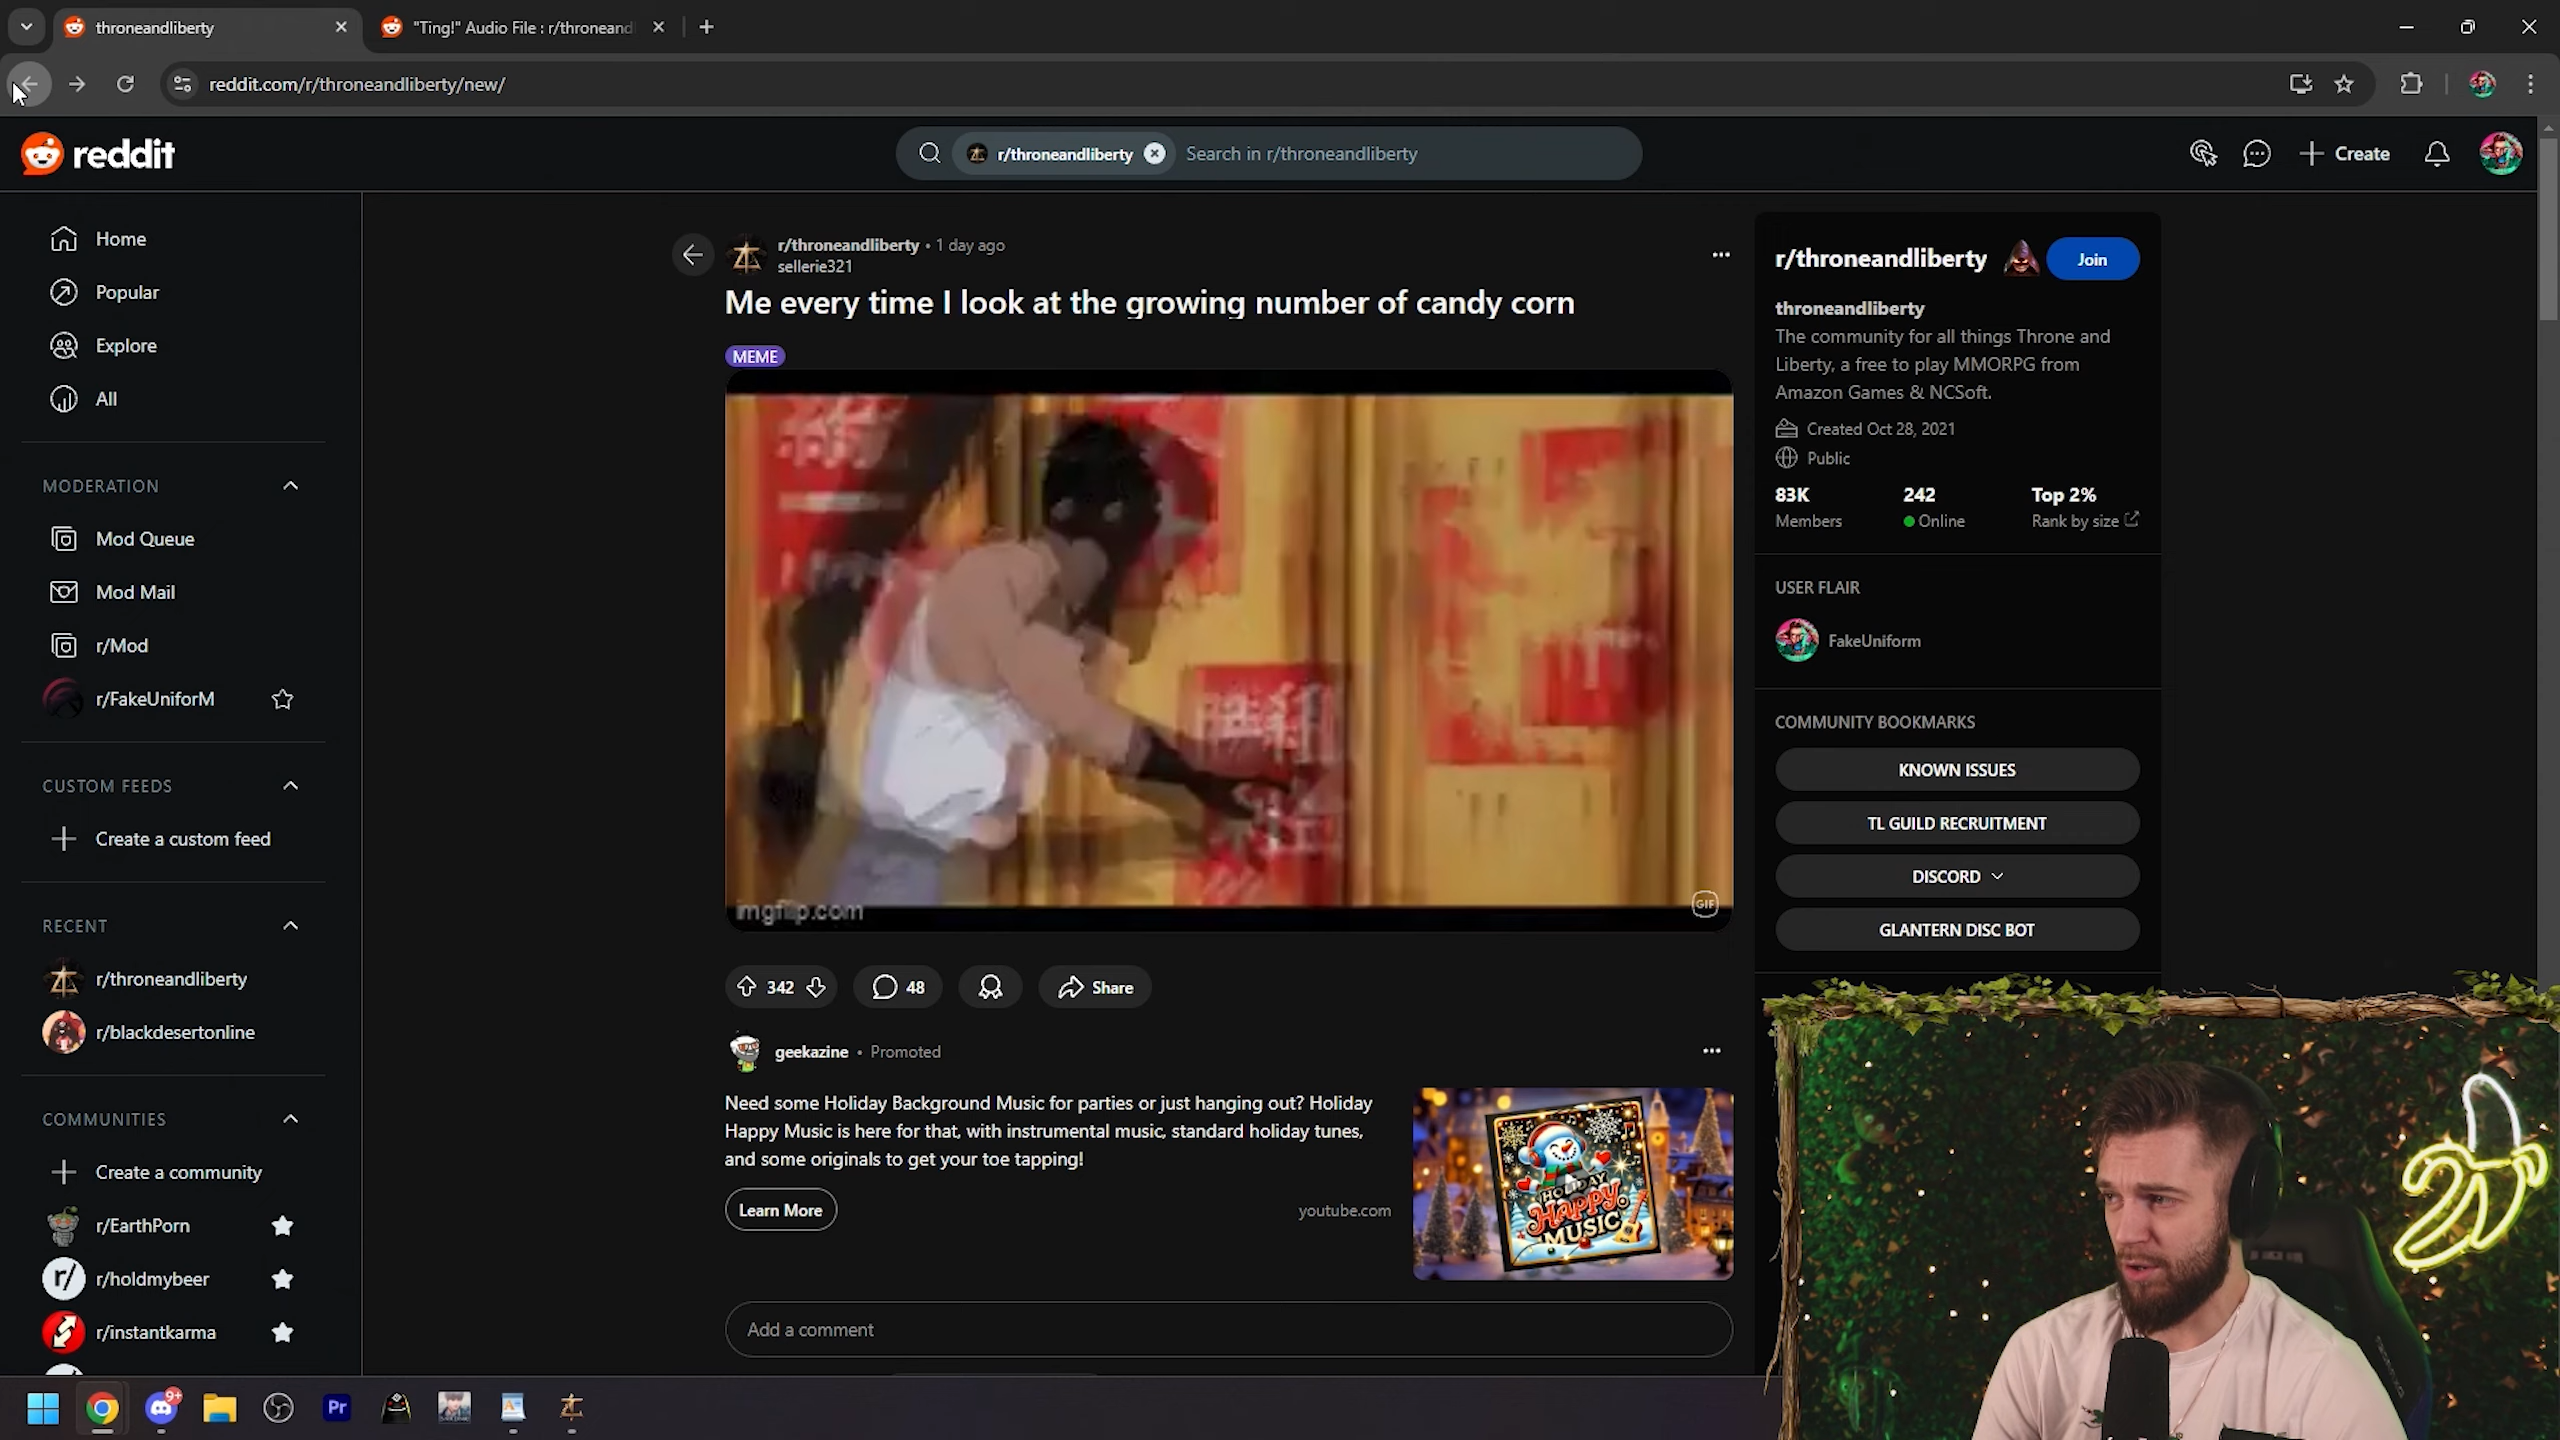 throneandliberty
"Ting!" Audio File : r/throneand
reddit.com/r/throneandliberty/new/
reddit
r/throneandliberty
Search in r/throneandliberty
Create
Home
Popular
Explore
All
MODERATION
Mod Queue
Mod Mail
r/Mod
r/FakeUniforM
CUSTOM FEEDS
Create a custom feed
RECENT
r/throneandliberty
r/blackdesertonline
COMMUNITIES
Create a community
r/EarthPorn
r/holdmybeer
r/instantkarma
r/throneandliberty • 1 day ago
sellerie321
Me every time I look at the growing number of candy corn
MEME
imgflip.com
GIF
342
48
Share
geekazine • Promoted
Need some Holiday Background Music for parties or just hanging out? Holiday
Happy Music is here for that, with instrumental music, standard holiday tunes,
and some originals to get your toe tapping!
Learn More
youtube.com
HOLIDAY
Happy
MUSIC
Add a comment
r/throneandliberty
Join
throneandliberty
The community for all things Throne and
Liberty, a free to play MMORPG from
Amazon Games & NCSoft.
Created Oct 28, 2021
Public
83K
242
Top 2%
Members
Online
Rank by size
USER FLAIR
FakeUniform
COMMUNITY BOOKMARKS
KNOWN ISSUES
TL GUILD RECRUITMENT
DISCORD
GLANTERN DISC BOT
9+
Pr